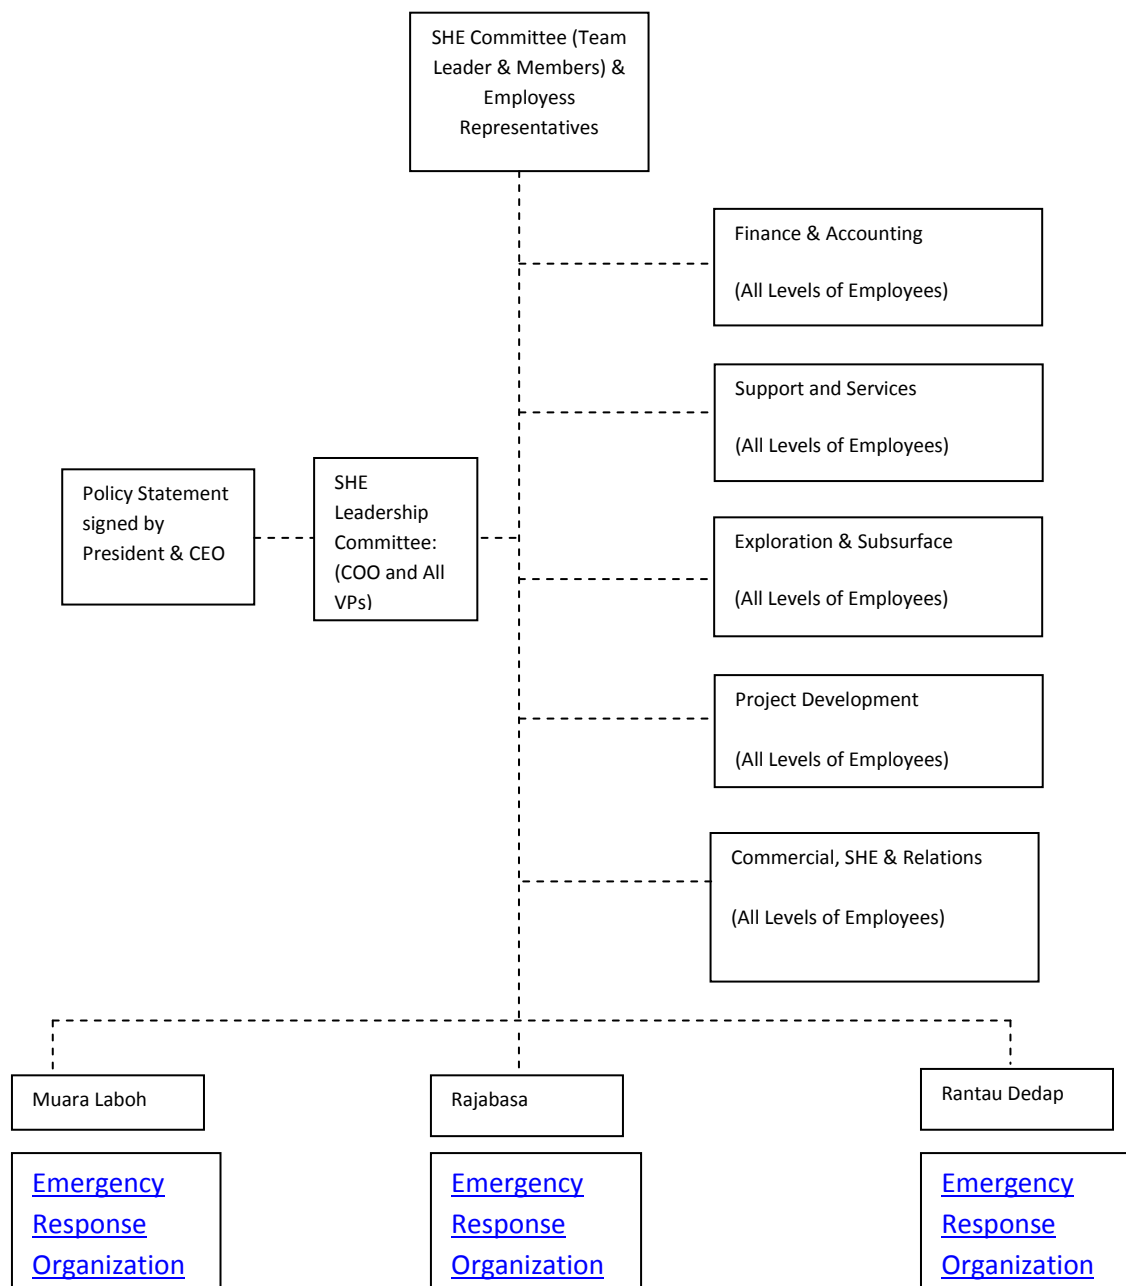 SHE Committee (Team
Leader & Members) &
Employess
Representatives
Finance & Accounting
(All Levels of Employees)
Support and Services
(All Levels of Employees)
Policy Statement
signed by
President & CEO
SHE
Leadership
Committee:
(COO and All
VPs)
Exploration & Subsurface
(All Levels of Employees)
Project Development
(All Levels of Employees)
Commercial, SHE & Relations
(All Levels of Employees)
Muara Laboh
Rajabasa
Rantau Dedap
Emergency
Response
Organization
Emergency
Response
Organization
Emergency
Response
Organization